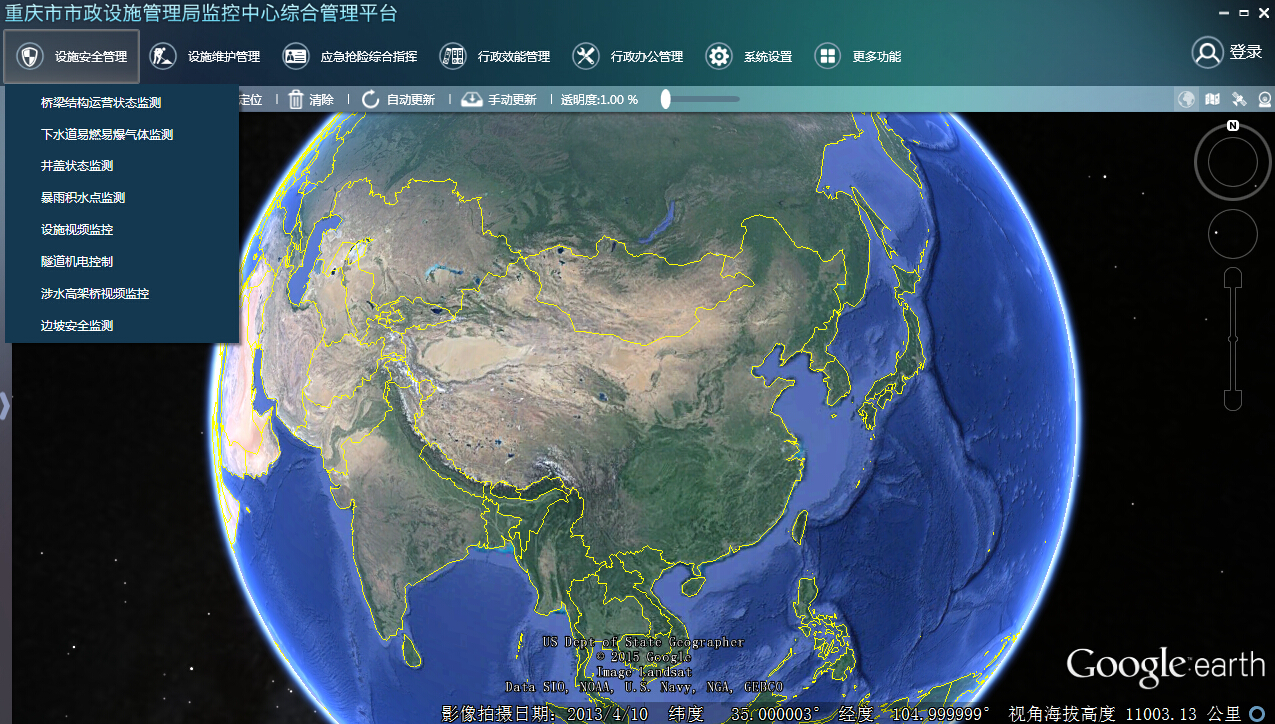 重庆市市政设施管理局监控中心综合管理平台
设施安全管理 设施维护管理 应急抢险综合指挥 行政效能管理 行政办公管理 系统设置 更多功能 登录
定位 清除 自动更新 手动更新 透明度:1.00 %
桥梁结构运营状态监测
下水道易燃易爆气体监测
井盖状态监测
暴雨积水点监测
设施视频监控
隧道机电控制
涉水高架桥视频监控
边坡安全监测
N
US Dept of State Geographer
© 2015 Google
Image Landsat
Data SIO, NOAA, U.S. Navy, NGA, GEBCO
Google earth
影像拍摄日期: 2013/4/10 纬度 35.000003° 经度 104.999999° 视角海拔高度 11003.13 公里